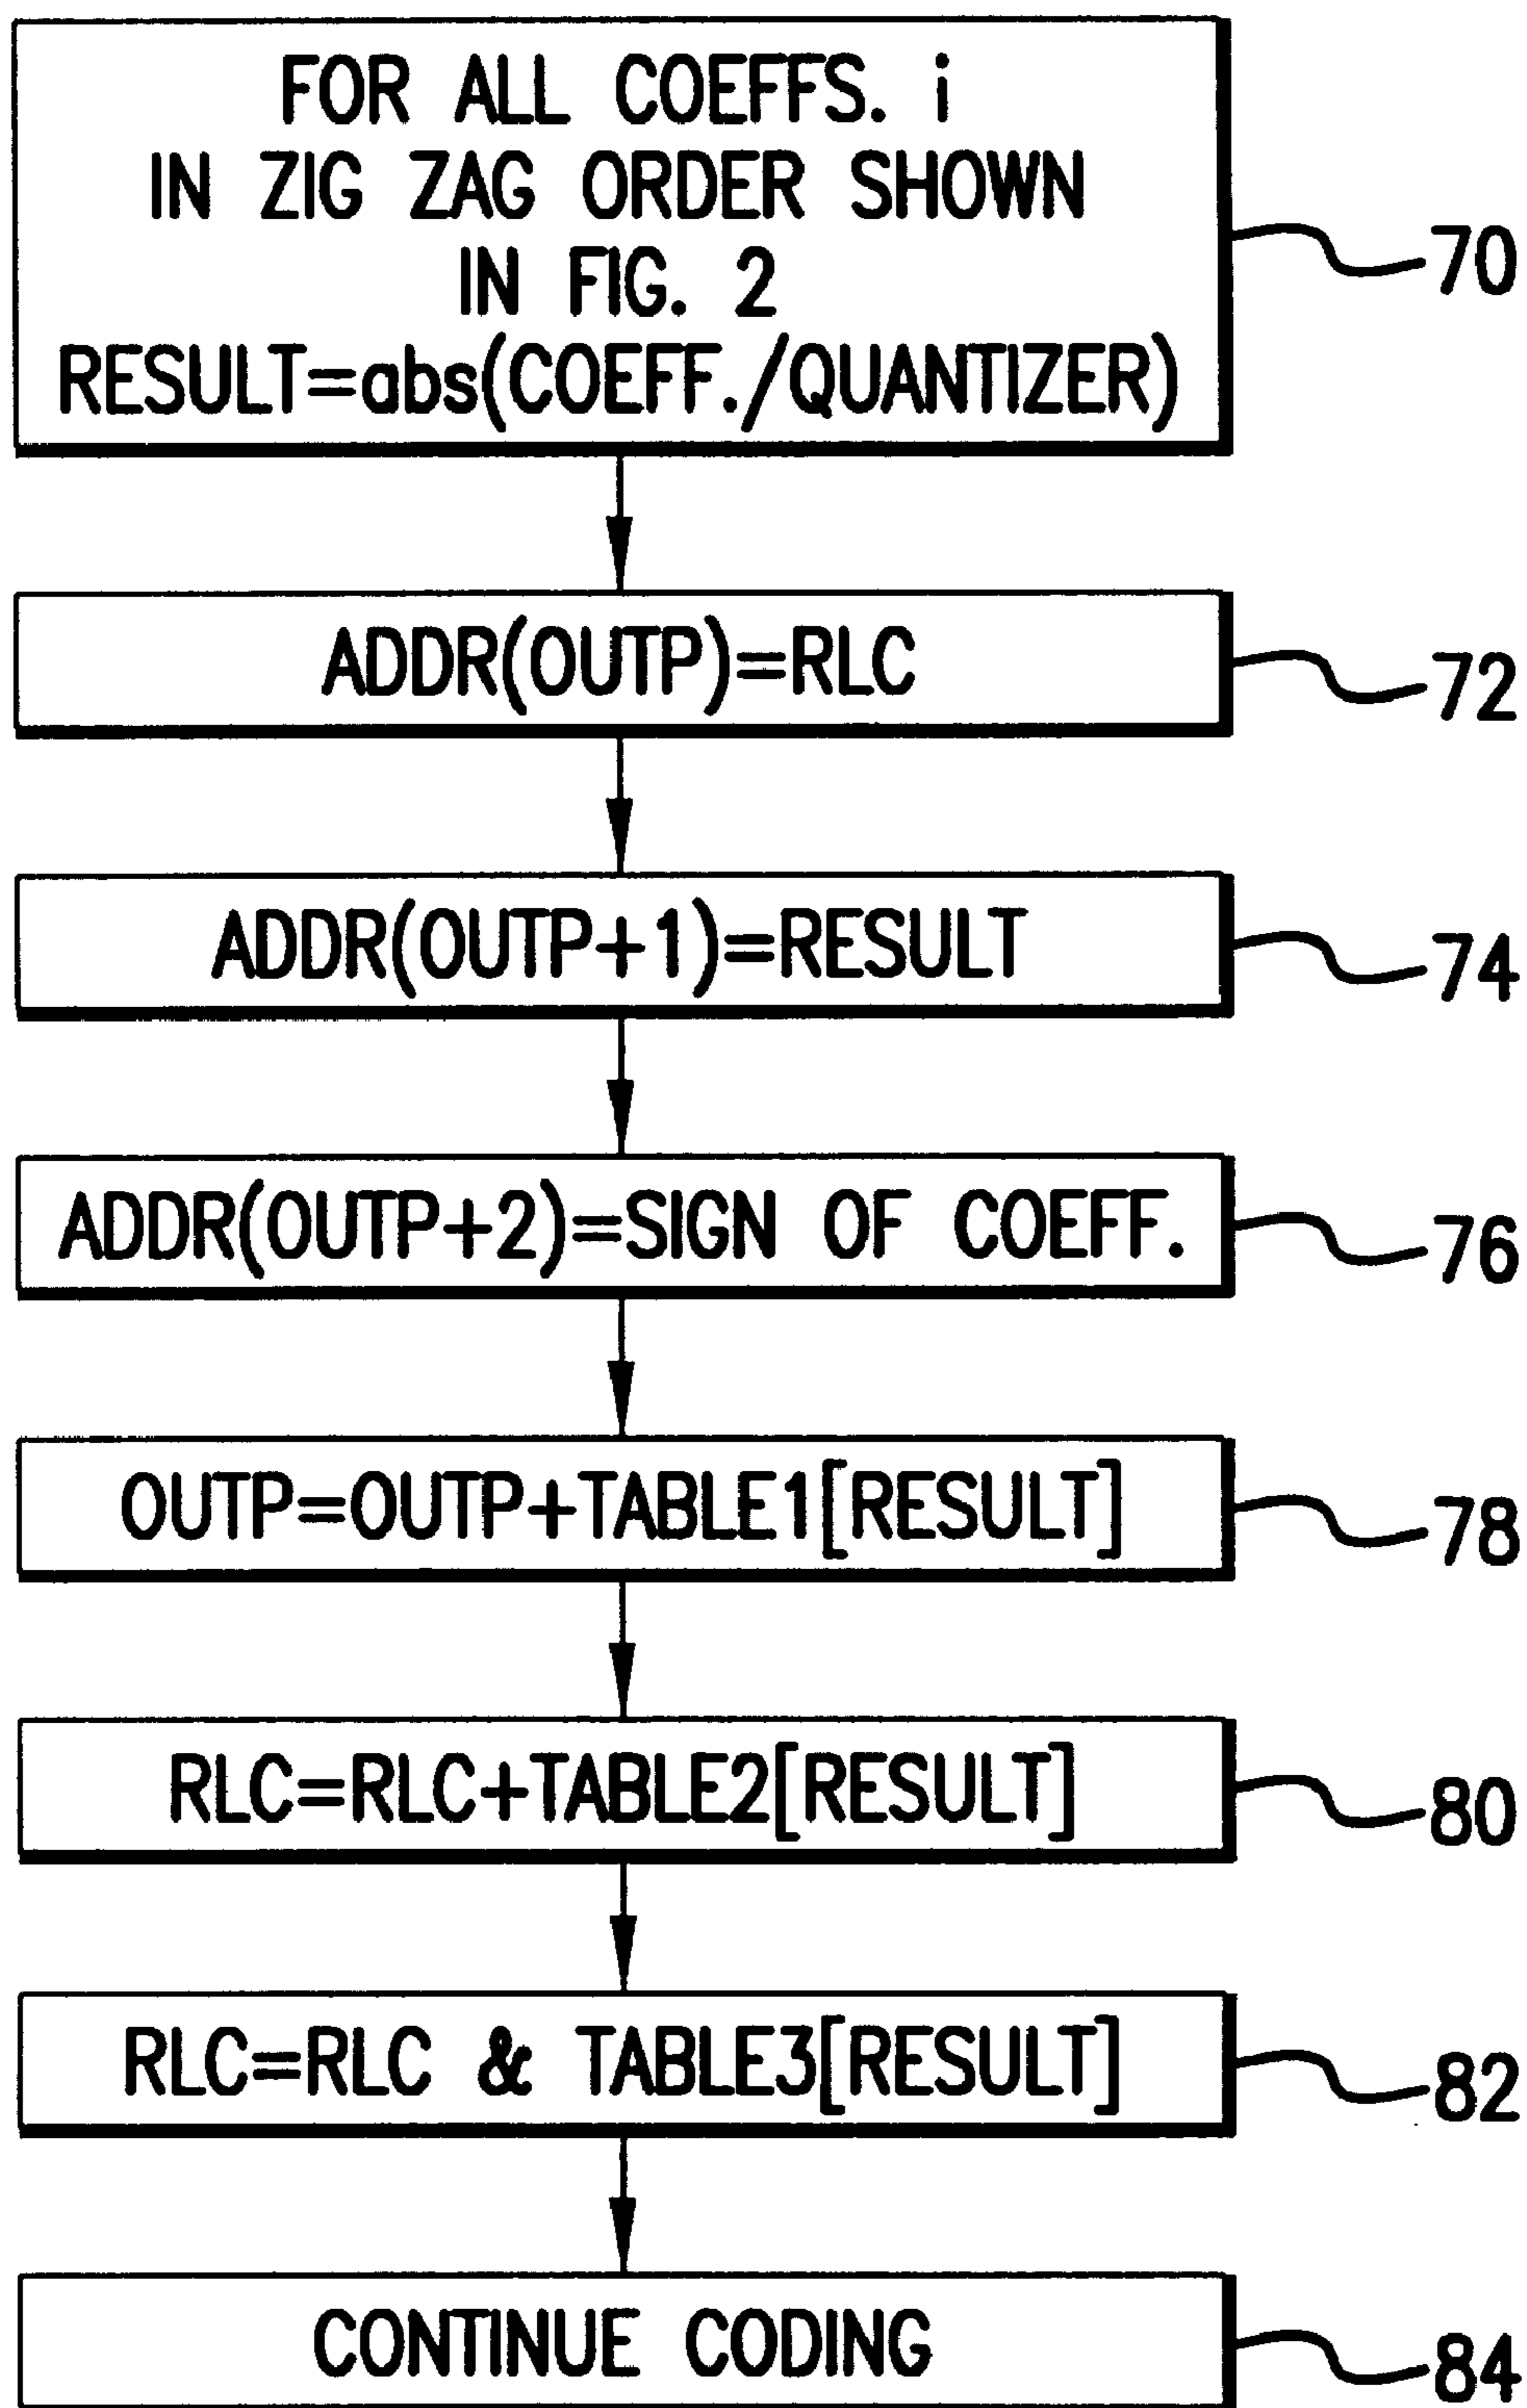 FOR ALL COEFFS. i
IN ZIG ZAG ORDER SHOWN
IN FIG. 2
RESULT=abs(COEFF./QUANTIZER)
70
ADDR(OUTP)=RLC
72
ADDR(OUTP+1)=RESULT
74
ADDR(OUTP+2)=SIGN OF COEFF.
76
OUTP=OUTP+TABLE1[RESULT]
78
RLC=RLC+TABLE2[RESULT]
80
RLC=RLC & TABLE3[RESULT]
82
CONTINUE CODING
84